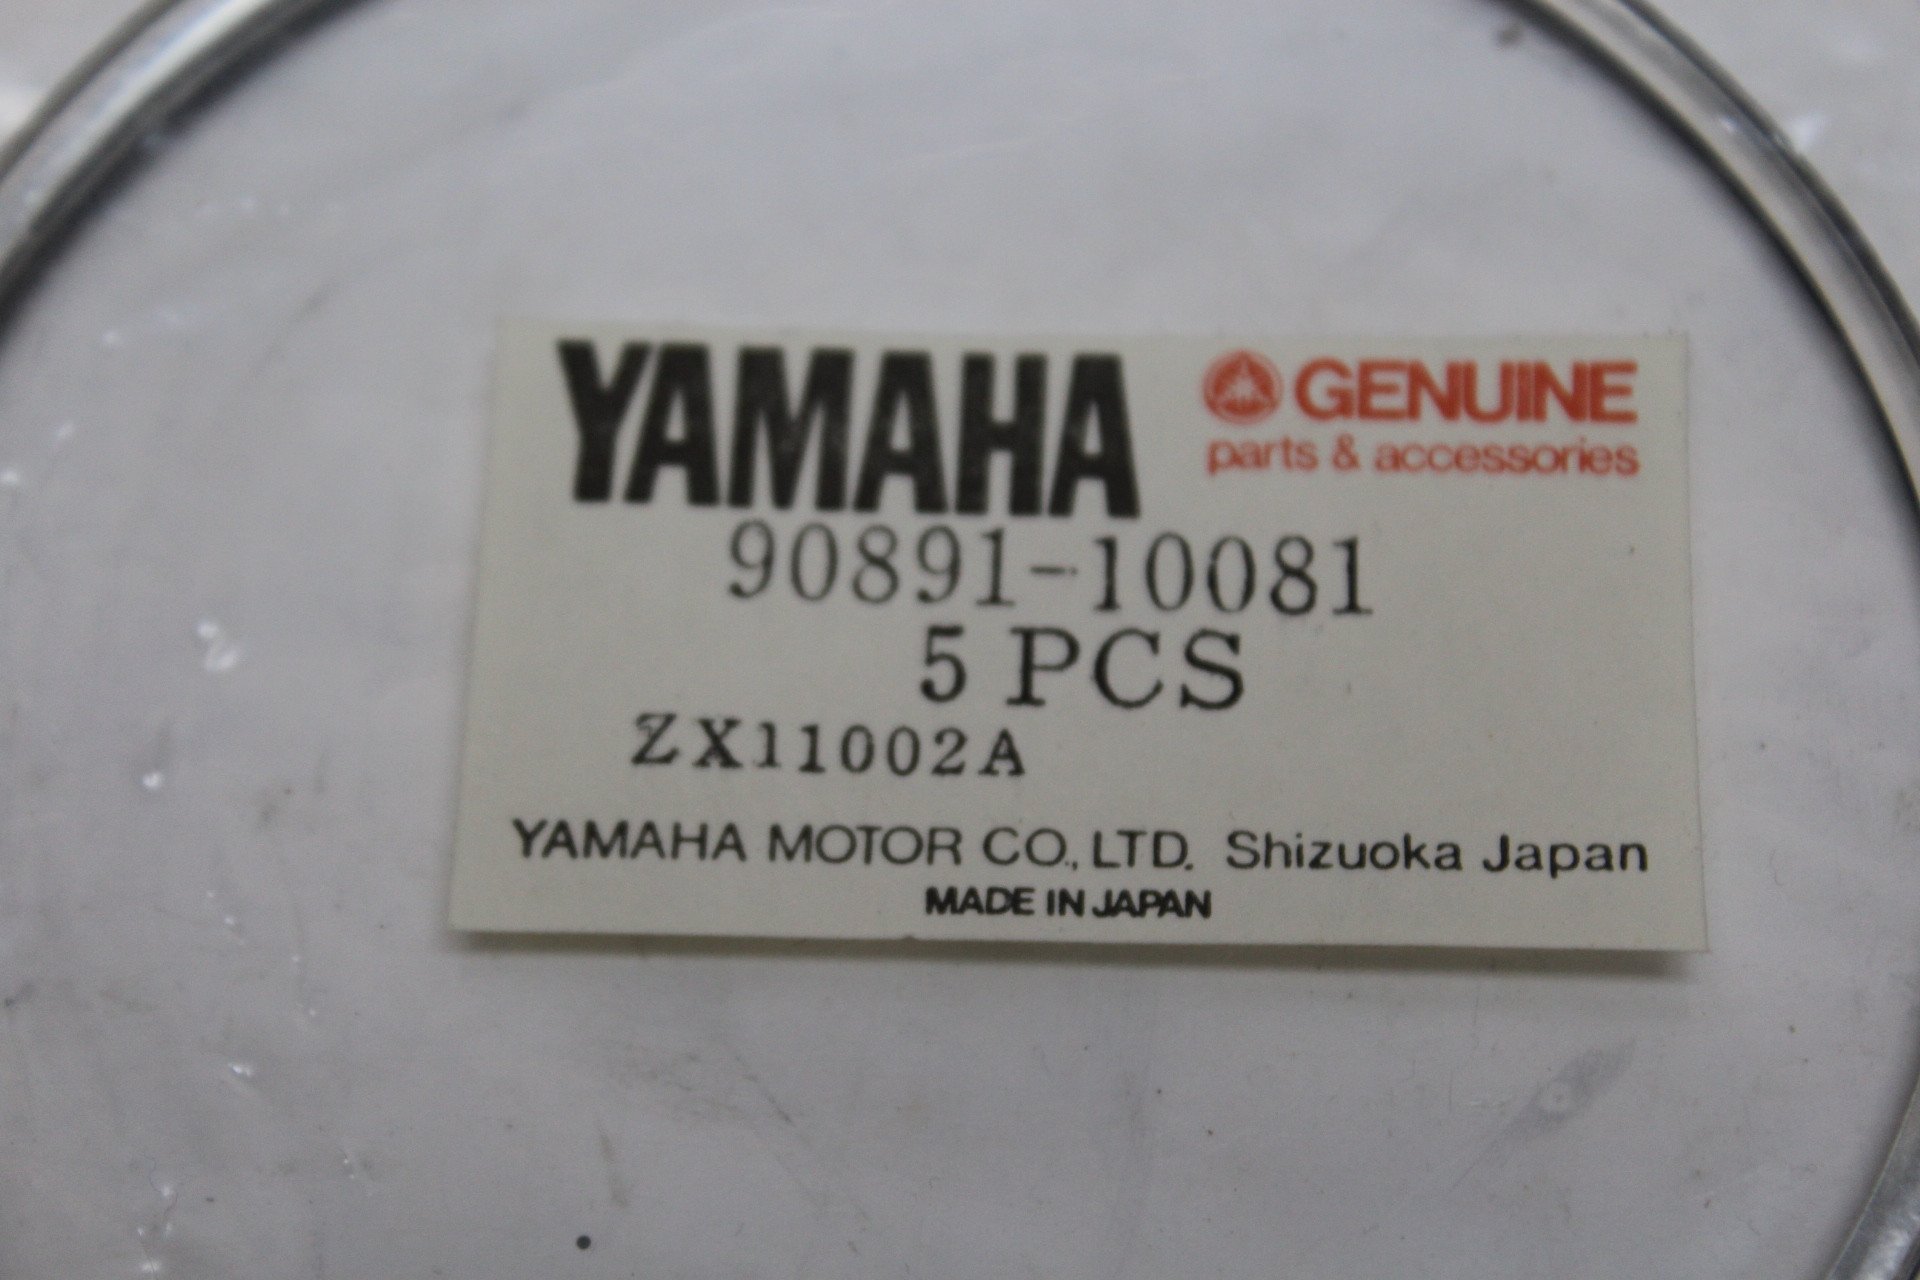 YAMAHA GENUINE
parts & accessories
90891-10081
5 PCS
ZX11002A
YAMAHA MOTOR CO., LTD. Shizuoka Japan
MADE IN JAPAN